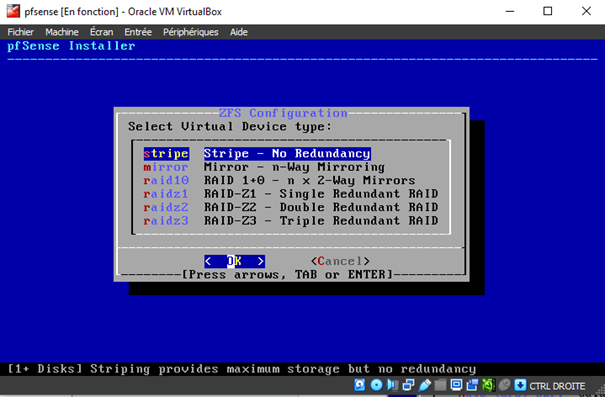 pfsense [En fonction] - Oracle VM VirtualBox
Fichier Machine Écran Entrée Périphériques Aide
pfSense Installer
ZFS Configuration
Select Virtual Device type:
stripe Stripe - No Redundancy
mirror Mirror - n-Way Mirroring
raid10 RAID 1+0 - n x 2-Way Mirrors
raidz1 RAID-Z1 - Single Redundant RAID
raidz2 RAID-Z2 - Double Redundant RAID
raidz3 RAID-Z3 - Triple Redundant RAID
< OK > <Cancel>
[Press arrows, TAB or ENTER]
[1+ Disks] Striping provides maximum storage but no redundancy
CTRL DROITE